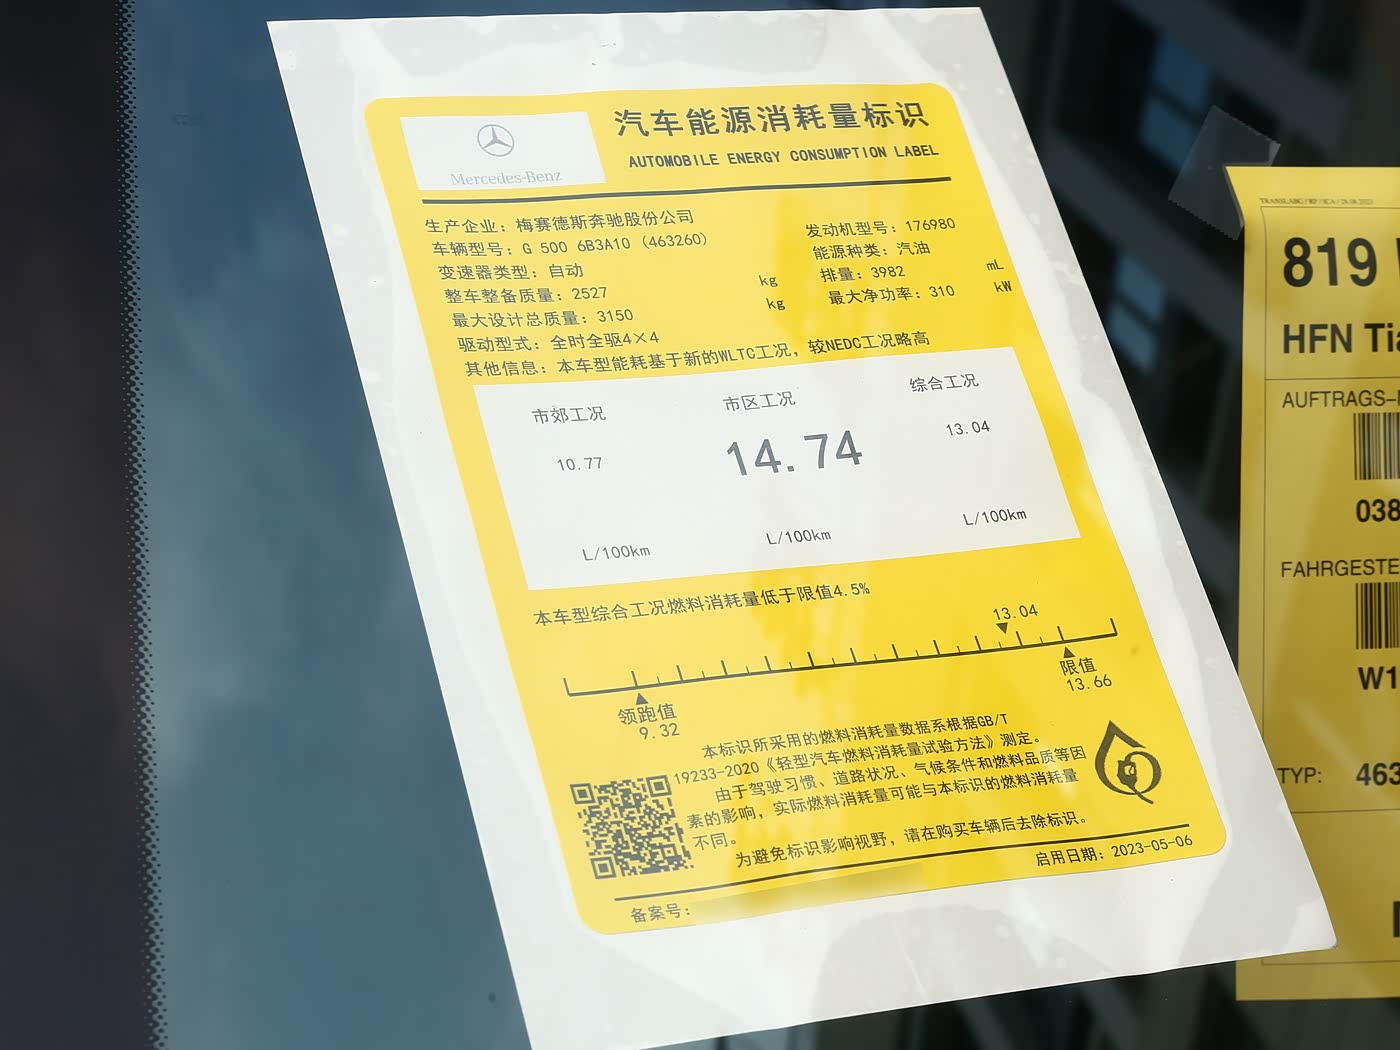 Mercedes-Benz
汽车能源消耗量标识
AUTOMOBILE ENERGY CONSUMPTION LABEL
生产企业：梅赛德斯奔驰股份公司
车辆型号：G 500 6B3A10 (463260)
变速器类型：自动
整车整备质量：2527 kg
最大设计总质量：3150 kg
驱动型式：全时全驱4×4
其他信息：本车型能耗基于新的WLTC工况，较NEDC工况略高
发动机型号：176980
能源种类：汽油
排量：3982 mL
最大净功率：310 kW
市郊工况 市区工况 综合工况
10.77 14.74 13.04
L/100km L/100km L/100km
本车型综合工况燃料消耗量低于限值4.5%
13.04
领跑值
9.32
限值
13.66
本标识所采用的燃料消耗量数据系根据GB/T
19233-2020《轻型汽车燃料消耗量试验方法》测定。
由于驾驶习惯、道路状况、气候条件和燃料品质等因
素的影响，实际燃料消耗量可能与本标识的燃料消耗量
不同。
为避免标识影响视野，请在购买车辆后去除标识。
备案号：
启用日期：2023-05-06
819
HFN Tia
AUFTRAGS-
038
FAHRGESTE
W1
TYP: 463